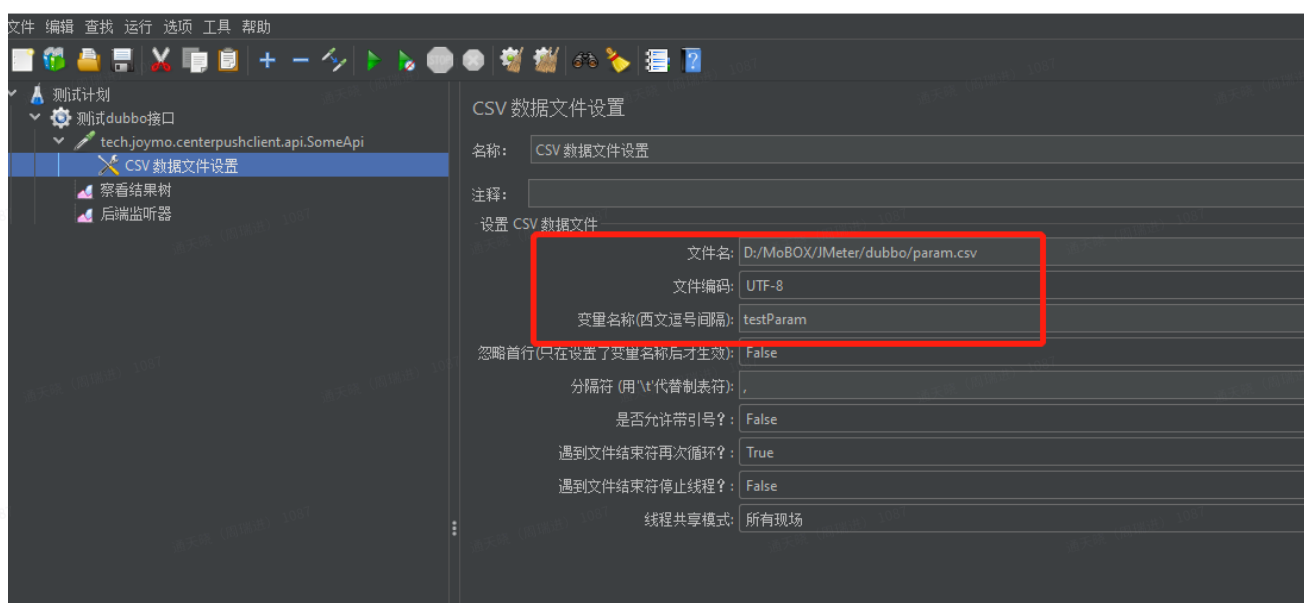 文件 编辑 查找 运行 选项 工具 帮助
测试计划
测试dubbo接口
tech.joymo.centerpushclient.api.SomeApi
CSV 数据文件设置
察看结果树
后端监听器
CSV 数据文件设置
名称: CSV 数据文件设置
注释:
设置 CSV 数据文件
文件名: D:/MoBOX/JMeter/dubbo/param.csv
文件编码: UTF-8
变量名称(西文逗号间隔): testParam
忽略首行(只在设置了变量名称后才生效): False
分隔符 (用'\t'代替制表符): ,
是否允许带引号?: False
遇到文件结束符再次循环?: True
遇到文件结束符停止线程?: False
线程共享模式: 所有现场